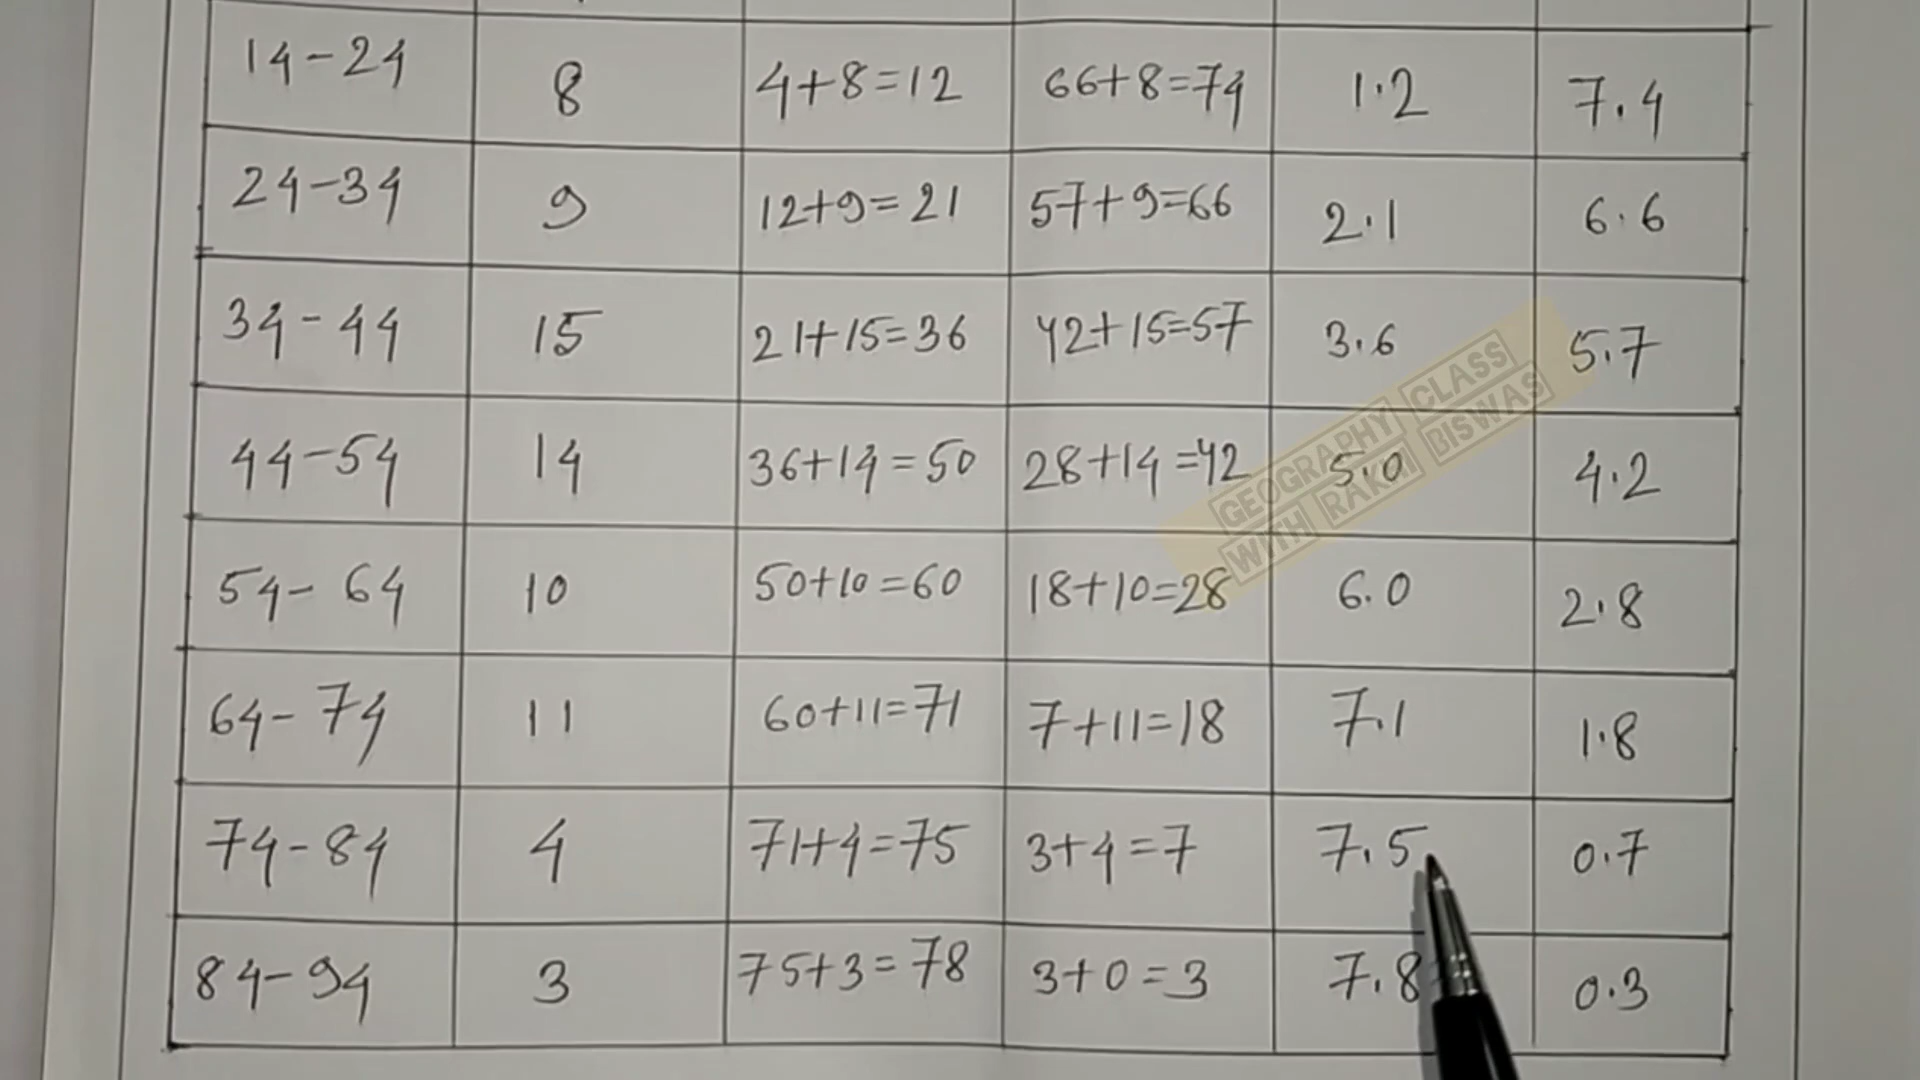 14-24 8 4+8=12 66+8=74 1.2 7.4
24-34 9 12+9=21 57+9=66 2.1 6.6
34-44 15 21+15=36 42+15=57 3.6 5.7
44-54 14 36+14=50 28+14=42 5.0 4.2
54-64 10 50+10=60 18+10=28 6.0 2.8
64-74 11 60+11=71 7+11=18 7.1 1.8
74-84 4 71+4=75 3+4=7 7.5 0.7
84-94 3 75+3=78 3+0=3 7.8 0.3
GEOGRAPHY CLASS
WITH RAKHI BISWAS